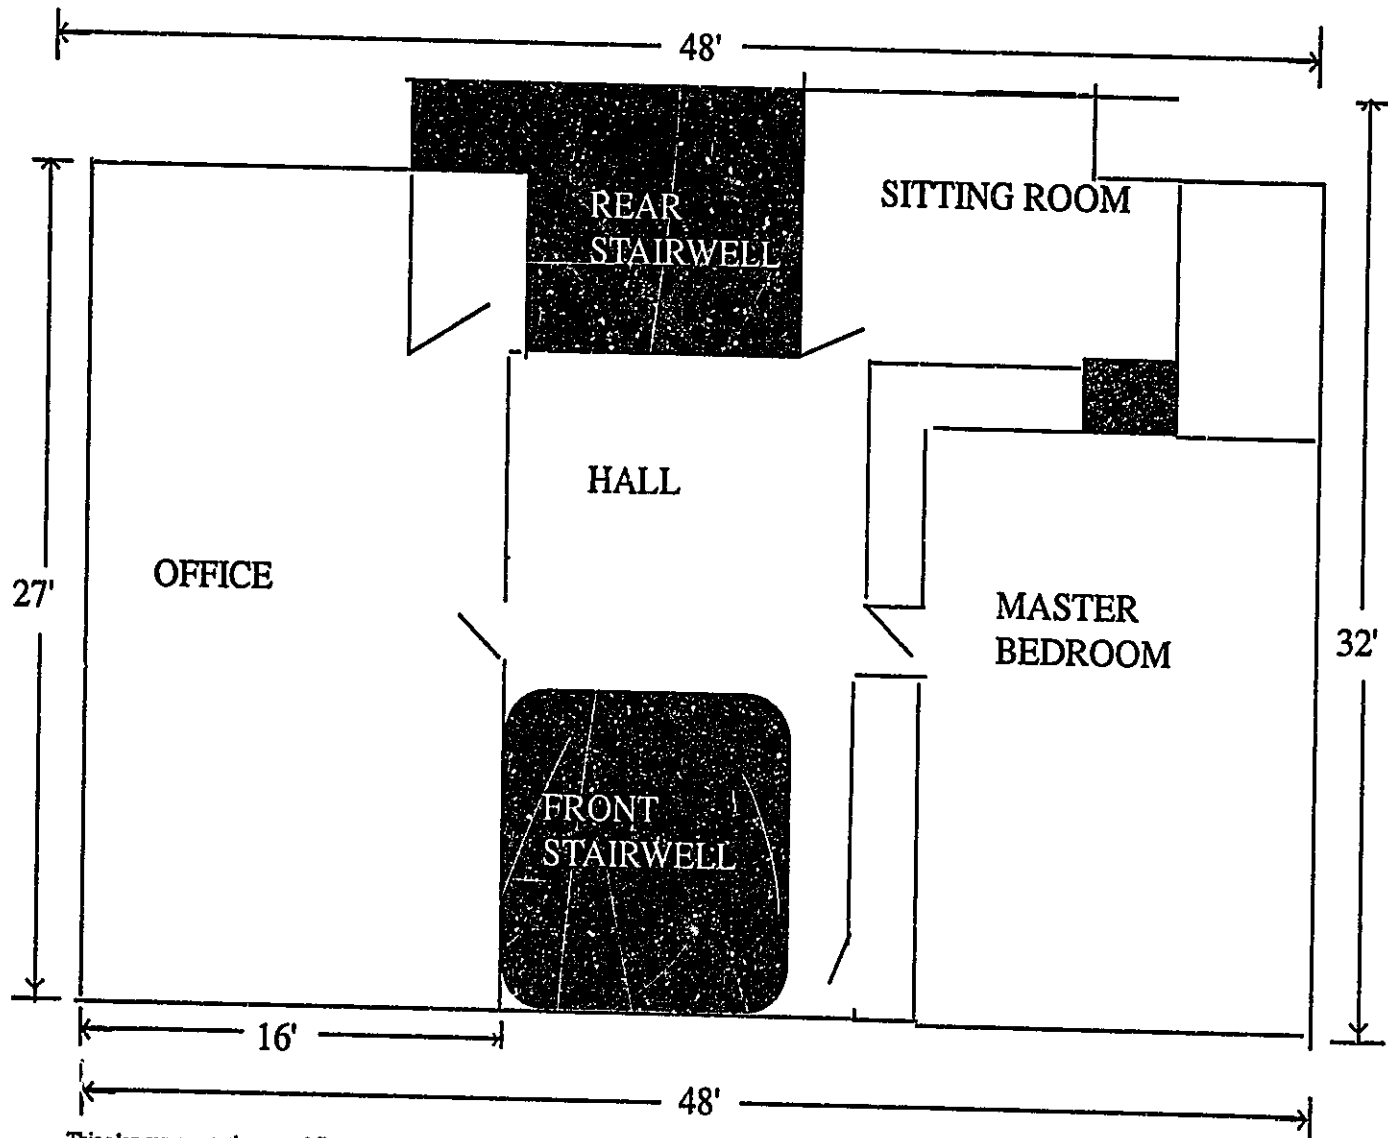 48'
REAR
STAIRWELL
SITTING ROOM
HALL
OFFICE
27'
MASTER
BEDROOM
32'
FRONT
STAIRWELL
16'
48'